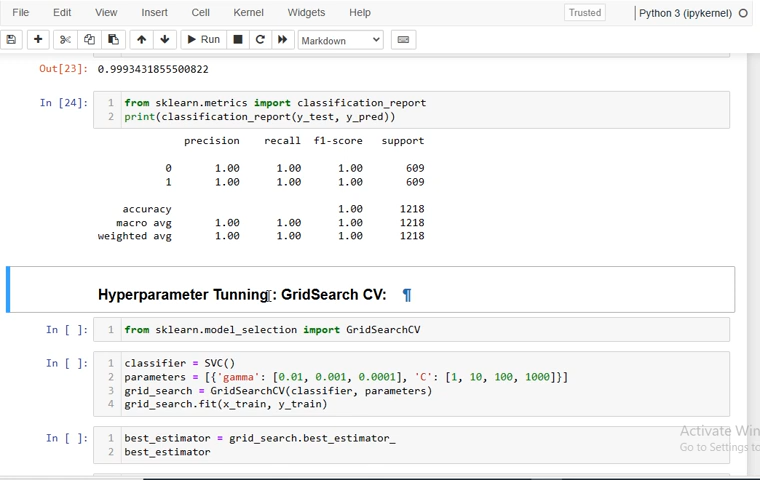 File Edit View Insert Cell Kernel Widgets Help Trusted Python 3 (ipykernel)
Run Markdown
Out[23]: 0.9993431855500822
In [24]: 1 from sklearn.metrics import classification_report
2 print(classification_report(y_test, y_pred))
precision recall f1-score support
0 1.00 1.00 1.00 609
1 1.00 1.00 1.00 609
accuracy 1.00 1218
macro avg 1.00 1.00 1.00 1218
weighted avg 1.00 1.00 1.00 1218
Hyperparameter Tunning: GridSearch CV: ¶
In [ ]: 1 from sklearn.model_selection import GridSearchCV
In [ ]: 1 classifier = SVC()
2 parameters = [{'gamma': [0.01, 0.001, 0.0001], 'C': [1, 10, 100, 1000]}]
3 grid_search = GridSearchCV(classifier, parameters)
4 grid_search.fit(x_train, y_train)
In [ ]: 1 best_estimator = grid_search.best_estimator_
2 best_estimator
Activate Win
Go to Settings to